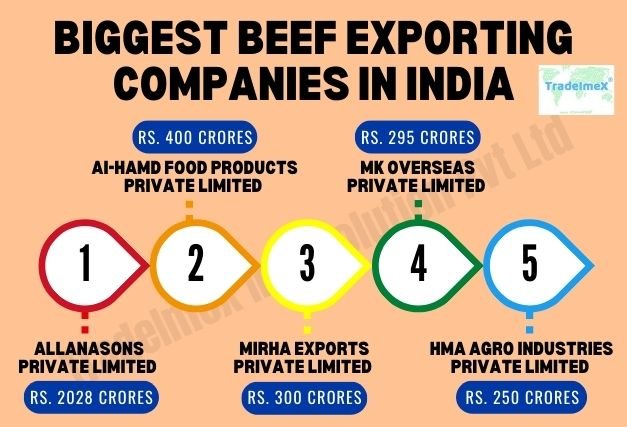 BIGGEST BEEF EXPORTING
COMPANIES IN INDIA
TradeImeX®
RS. 400 CRORES
AI-HAMD FOOD PRODUCTS
PRIVATE LIMITED
RS. 295 CRORES
MK OVERSEAS
PRIVATE LIMITED
1
2
3
4
5
ALLANASONS
PRIVATE LIMITED
RS. 2028 CRORES
MIRHA EXPORTS
PRIVATE LIMITED
RS. 300 CRORES
HMA AGRO INDUSTRIES
PRIVATE LIMITED
RS. 250 CRORES